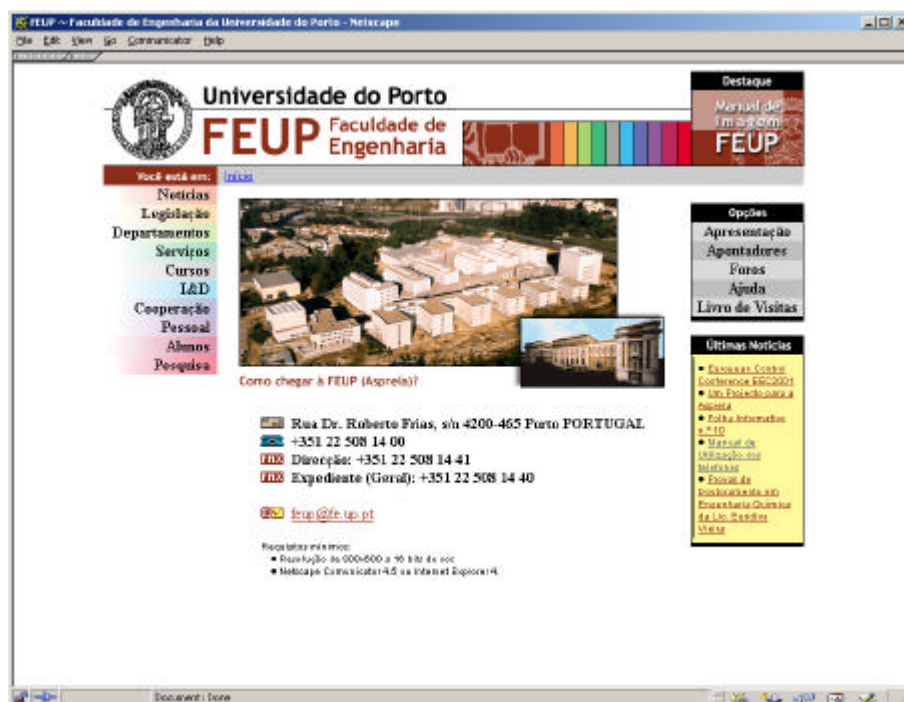 FEUP ~ Faculdade de Engenharia da Universidade do Porto - Netscape
File Edit View Go Communicator Help
Universidade do Porto
FEUP Faculdade de Engenharia
Destaque
Manual de
Imagem
FEUP
Você está em:
Início
Notícias
Legislação
Departamentos
Serviços
Cursos
I&D
Cooperação
Pessoal
Alunos
Pesquisa
Como chegar à FEUP (Asprela)?
Rua Dr. Roberto Frias, s/n 4200-465 Porto PORTUGAL
+351 22 508 14 00
FAX Direcção: +351 22 508 14 41
FAX Expediente (Geral): +351 22 508 14 40
feup@fe.up.pt
Requisitos mínimos:
Resolução de 800x600 a 16 bits de cor
Netscape Comunicator 4.5 ou Internet Explorer 4.
Opções
Apresentação
Apontadores
Foros
Ajuda
Livro de Visitas
Últimas Notícias
European Control
Conference ECC2001
Um Projecto para a
Asprela
Folha Informativa
n.º 10
Manual de
Utilização dos
telefones
Provas de
Doutoramento em
Engenharia Química
da Lic. Eurídice
Vieira
Document: Done